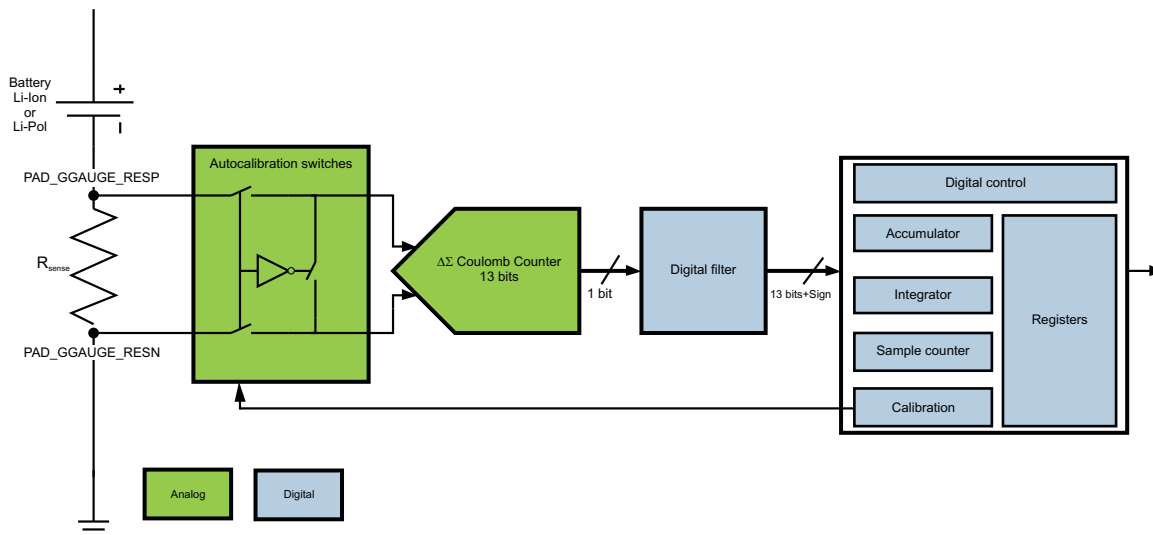 Battery
Li-Ion
or
Li-Pol
+
–
PAD_GGAUGE_RESP
Rsense
PAD_GGAUGE_RESN
Autocalibration switches
ΔΣ Coulomb Counter
13 bits
1 bit
Digital filter
13 bits+Sign
Digital control
Accumulator
Integrator
Sample counter
Calibration
Registers
Analog
Digital